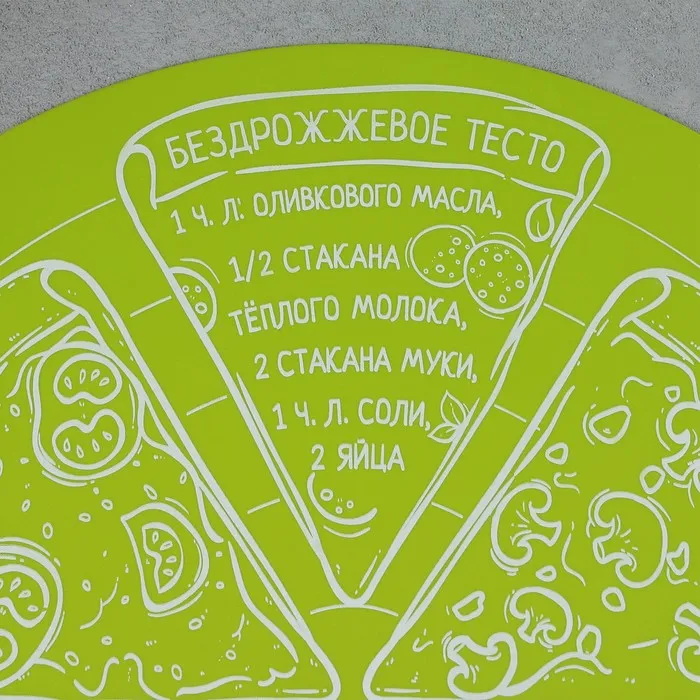 БЕЗДРОЖЖЕВОЕ ТЕСТО
1 Ч. Л: ОЛИВКОВОГО МАСЛА,
1/2 СТАКАНА
ТЁПЛОГО МОЛОКА,
2 СТАКАНА МУКИ,
1 Ч. Л. СОЛИ,
2 ЯЙЦА